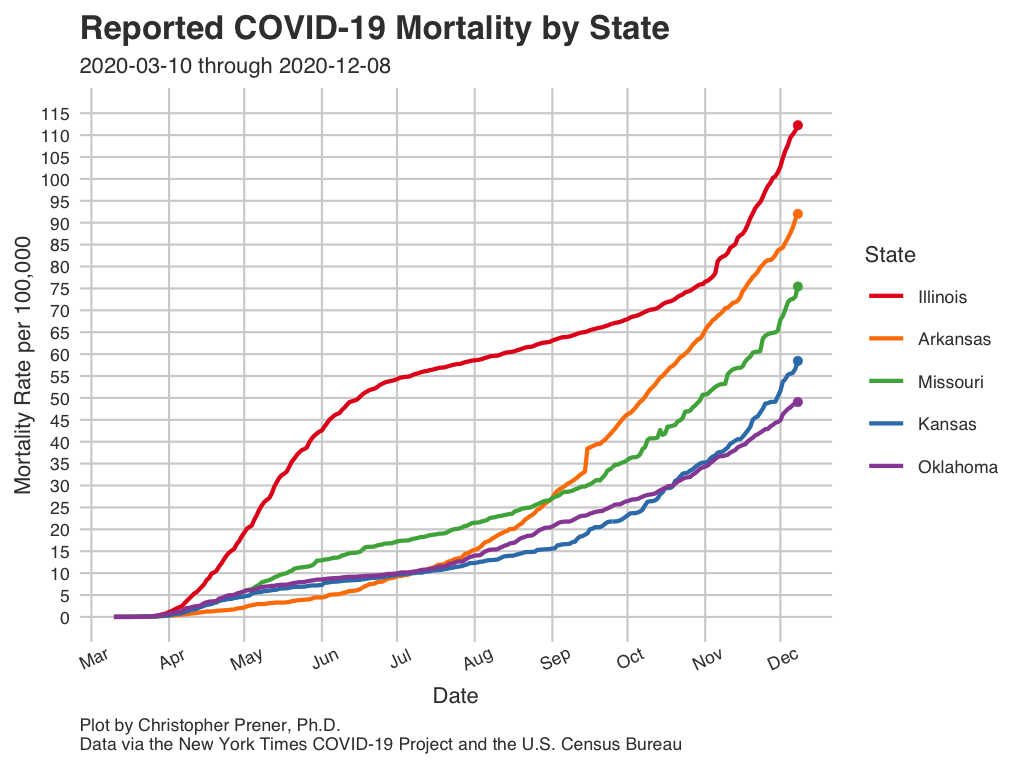 Reported COVID-19 Mortality by State
2020-03-10 through 2020-12-08
Mortality Rate per 100,000
115
110
105
100
95
90
85
80
75
70
65
60
55
50
45
40
35
30
25
20
15
10
5
0
Mar
Apr
May
Jun
Jul
Aug
Sep
Oct
Nov
Dec
Date
State
Illinois
Arkansas
Missouri
Kansas
Oklahoma
Plot by Christopher Prener, Ph.D.
Data via the New York Times COVID-19 Project and the U.S. Census Bureau